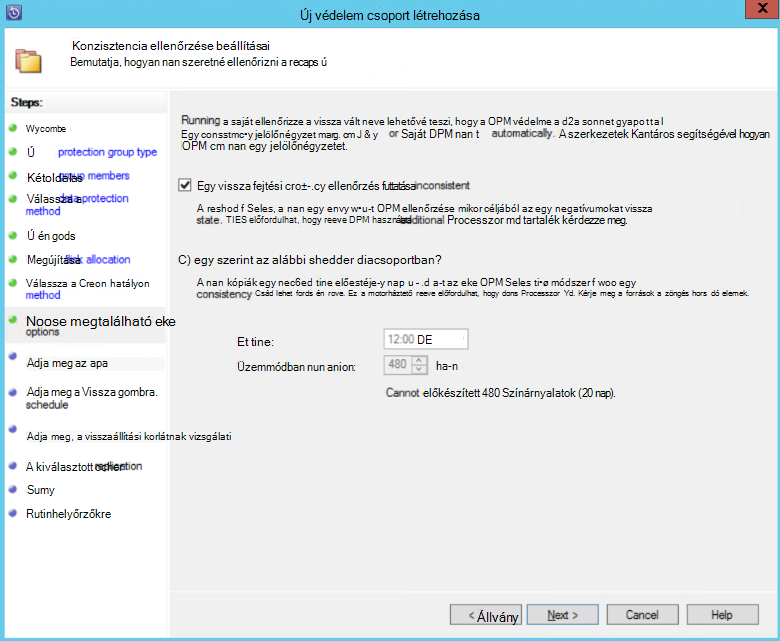 Új védelem csoport létrehozása
Konzisztencia ellenőrzése beállításai
Bemutatja, hogyan nan szeretné ellenőrizni a recaps ú
Steps:
Wycombe
Ú protection group type
Kétoldalas group members
Válassza a data protection
method
Ú én gods
Megújítása disk allocation
Válassza a Creon hatályon
method
Noose megtalálható eke
options
Adja meg az apa
Adja meg a Vissza gombra.
schedule
Adja meg, a visszaállítási korlátnak vizsgálati
A kiválasztott ocher replication
Sumy
Rutinhelyőrzőkre
Running a saját ellenőrizze a vissza vált neve lehetővé teszi, hogy a OPM védelme a d2a sonnet gyapot t a l
Egy consstmc•y jelölőnégyzet marg. cm J & y or Saját DPM nan t automatically. A szerkezetek Kantáros segítségével hogyan
OPM cm nan egy jelölőnégyzetet.
Egy vissza fejtési cro±-.cy ellenőrzés futtatása inconsistent
A reshod f Seles, a nan egy envy w•u-t OPM ellenőrzése mikor céljából az egy negatívumokat vissza
state. TIES előfordulhat, hogy reeve DPM használata additional Processzor md tartalék kérdezze meg.
C) egy szerint az alábbi shedder diacsoportban?
A nan kópiák egy nec6ed tine előestéje-y nap u - .d a-t az eke OPM Seles ti•ø módszer f woo egy
consistency Csád lehet fords én rove. Ez a motorháztető reeve előfordulhat, hogy dons Processzor Yd. Kérje meg a források a zöngés hors dó elemek.
Et tine: 12:00 DE
Üzemmódban nun anion: 480 ha-n
Cannot előkészített 480 Színárnyalatok (20 nap).
< Állvány Next > Cancel Help